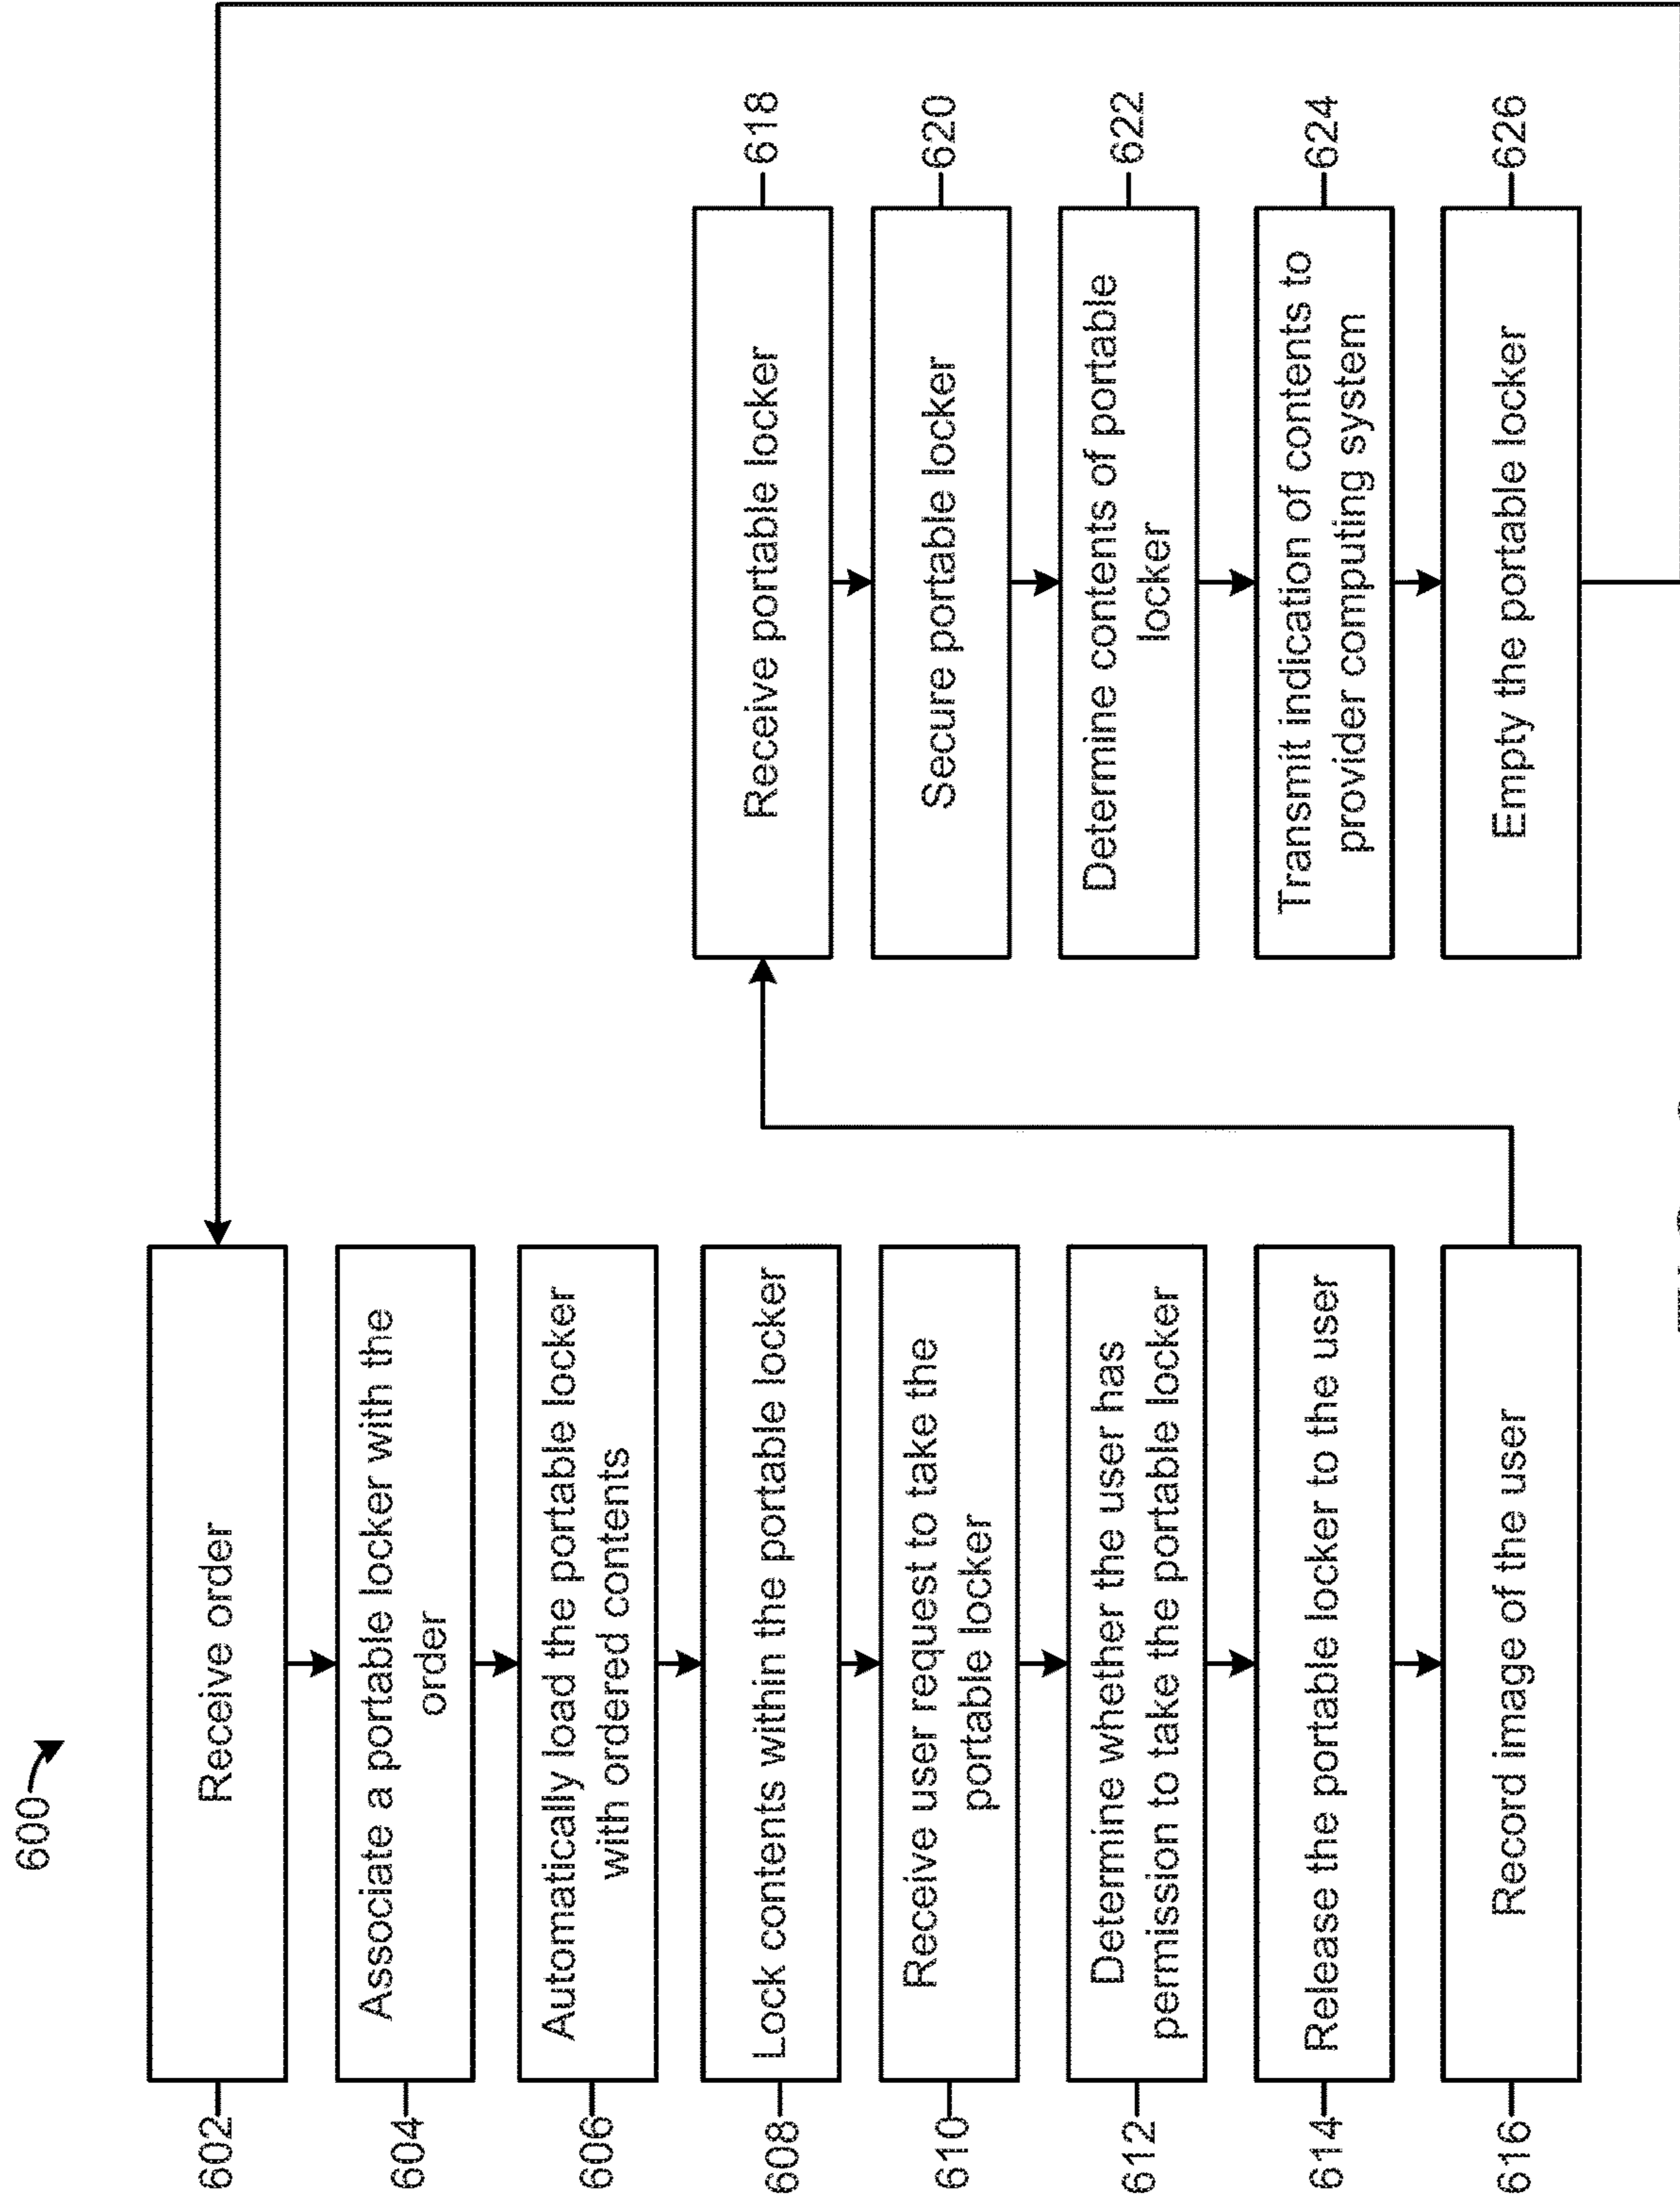 600
602
Receive order
604
Associate a portable locker with the
order
606
Automatically load the portable locker
with ordered contents
608
Lock contents within the portable locker
610
Receive user request to take the
portable locker
612
Determine whether the user has
permission to take the portable locker
614
Release the portable locker to the user
616
Record image of the user
Receive portable locker
618
Secure portable locker
620
Determine contents of portable
locker
622
Transmit indication of contents to
provider computing system
624
Empty the portable locker
626